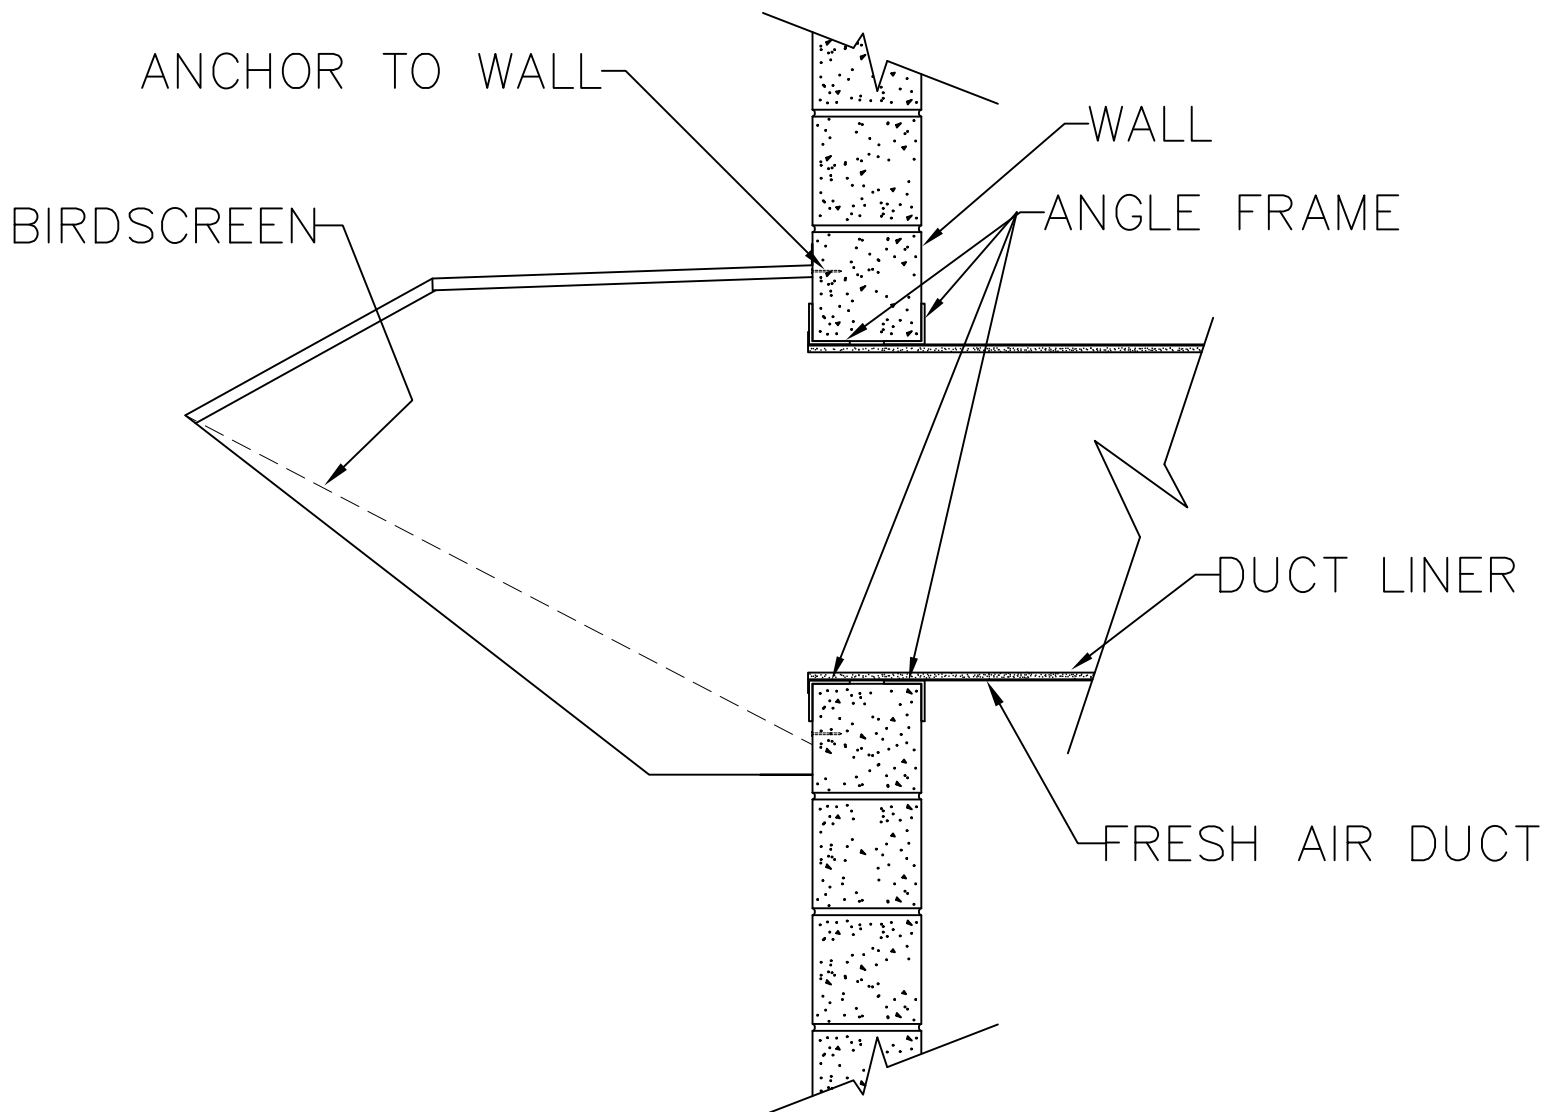 ANCHOR TO WALL
WALL
ANGLE FRAME
BIRDSCREEN
DUCT LINER
FRESH AIR DUCT